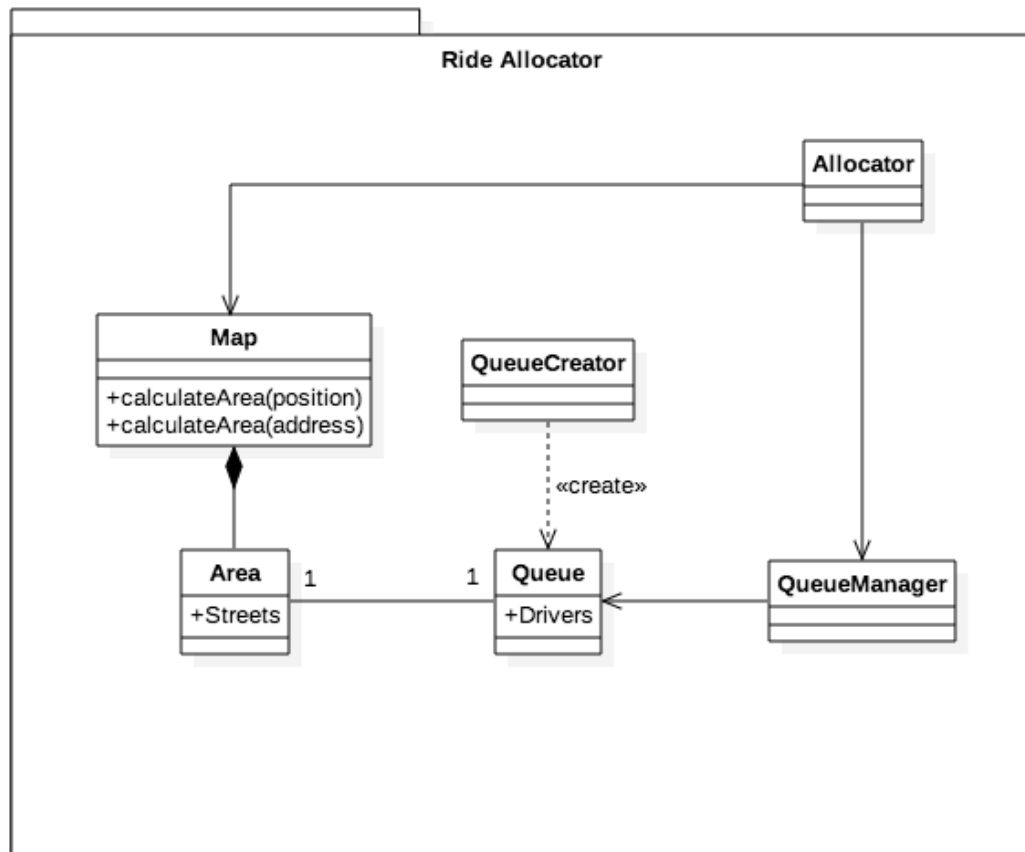 Ride Allocator
Allocator
Map
+calculateArea(position)
+calculateArea(address)
QueueCreator
«create»
Area
+Streets
1
1
Queue
+Drivers
QueueManager